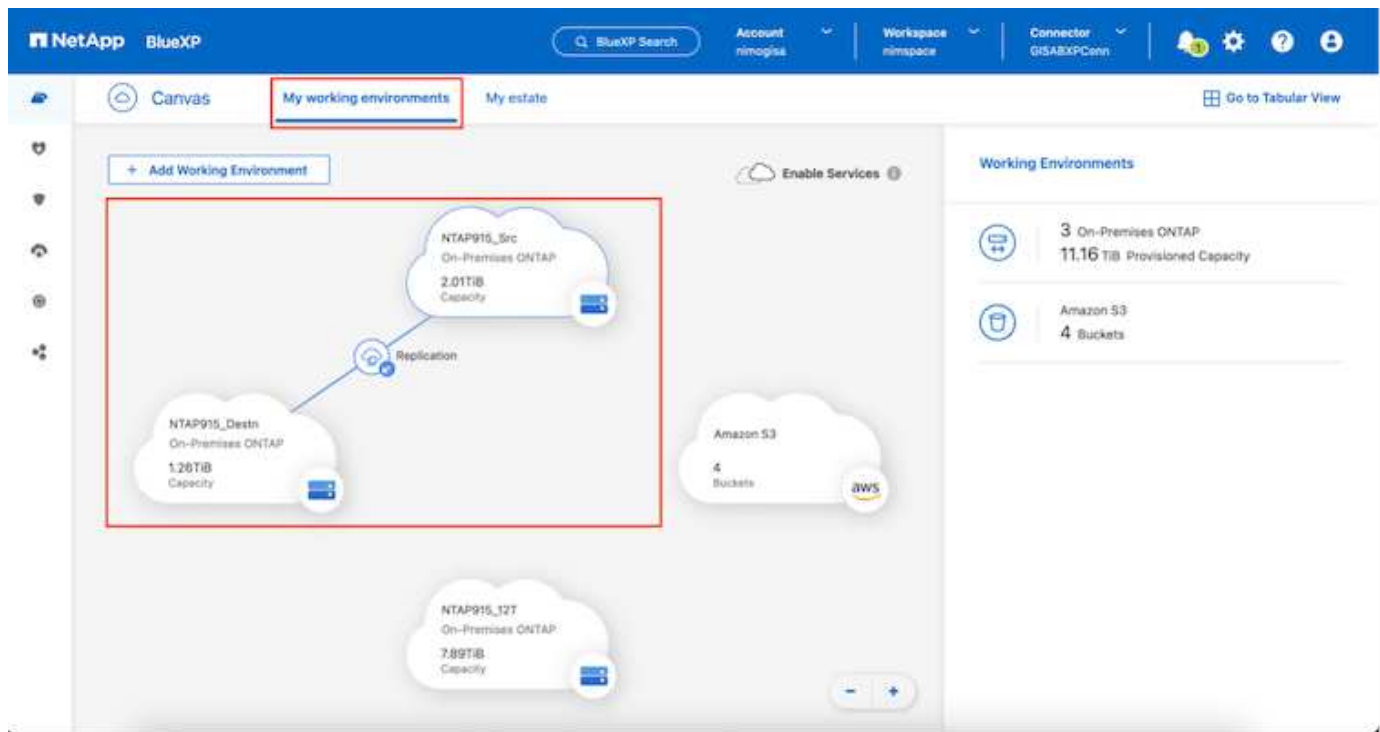 NetApp BlueXP
BlueXP Search
Account
nimogisa
Workspace
nimspace
Connector
GISABXPConn
1
?
Canvas
My working environments
My estate
Go to Tabular View
+ Add Working Environment
Enable Services
Working Environments
NTAP915_Src
On-Premises ONTAP
2.01TiB
Capacity
3 On-Premises ONTAP
11.16 TiB Provisioned Capacity
Replication
Amazon S3
4 Buckets
NTAP915_Destn
On-Premises ONTAP
1.26TiB
Capacity
Amazon S3
4
Buckets
aws
NTAP915_127
On-Premises ONTAP
7.89TiB
Capacity
- +